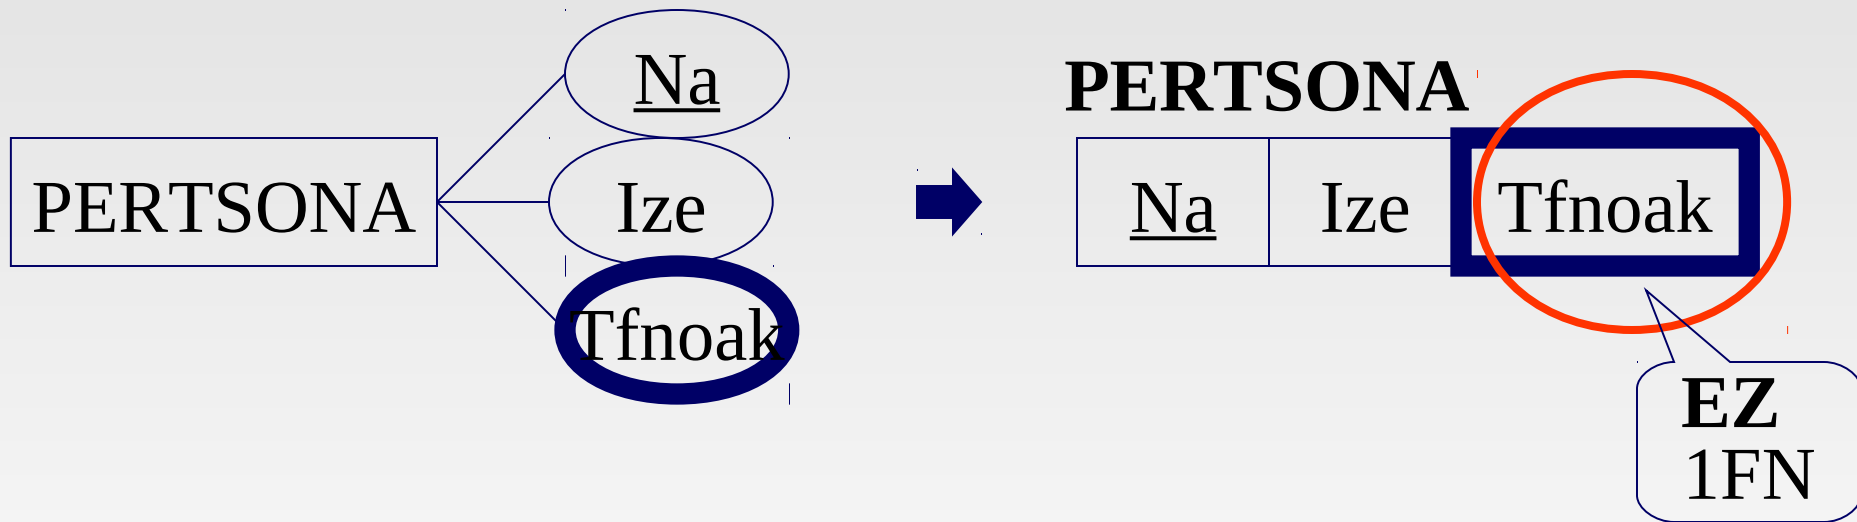 PERTSONA
Na
Ize
Tfnoak
PERTSONA
Na Ize Tfnoak
EZ
1FN